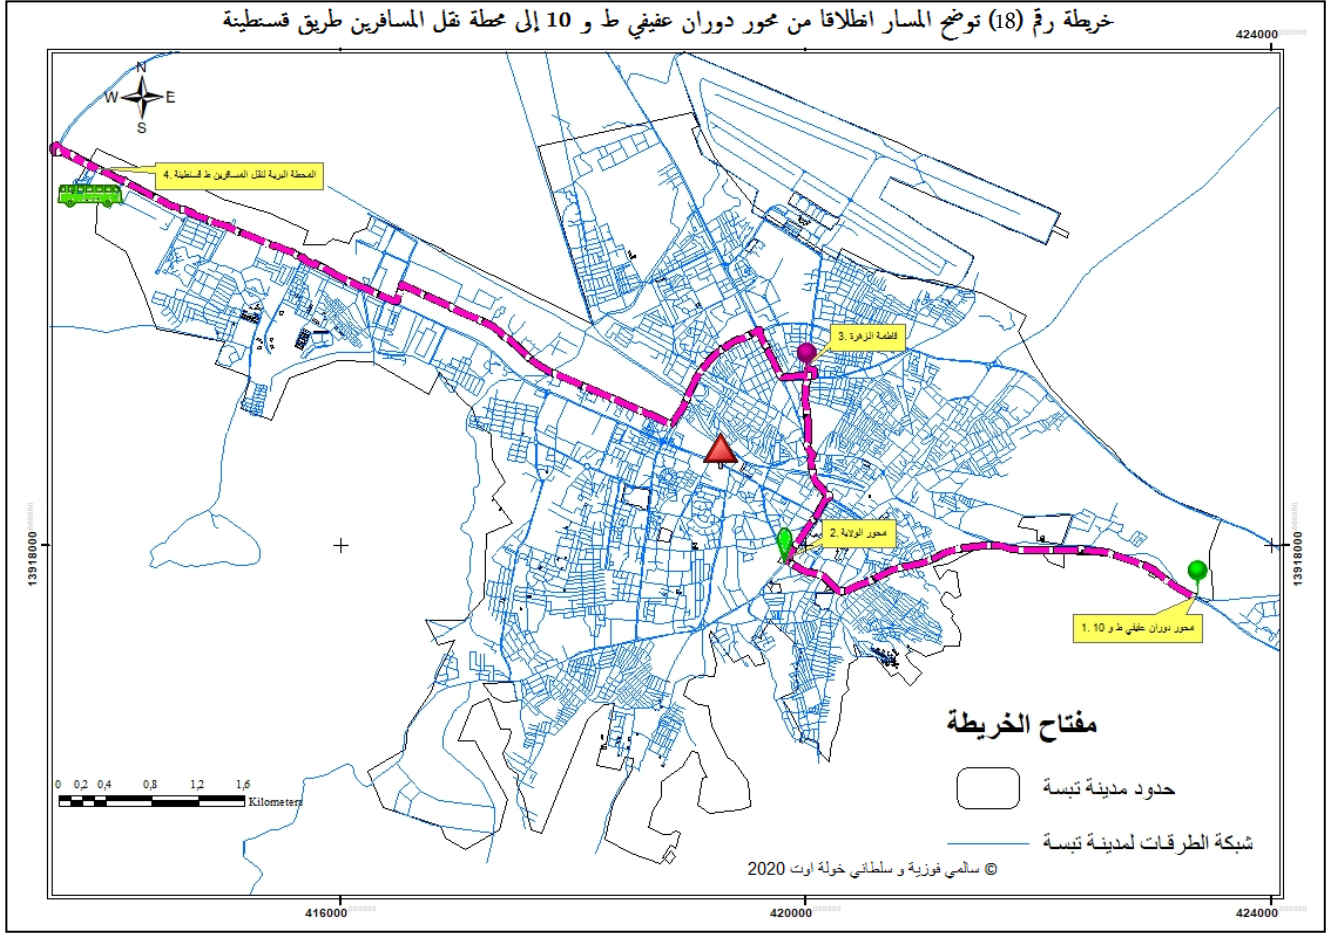 خريطة رقم (18) توضح المسار انطلاقا من محور دوران عفيفي ط و 10 إلى محطة نقل المسافرين طريق قسنطينة
424000
N
W E
S
4. المحطة البرية لنقل المسافرين ط قسنطينة
3. فاطمة الزهرة
2. محور الولاية
13918000
13918000
1. محور دوران عفيفي ط و 10
مفتاح الخريطة
حدود مدينة تبسة
شبكة الطرقات لمدينة تبسة
0 0,2 0,4 0,8 1,2 1,6
Kilometers
© سالمي فوزية و سلطاني خولة اوت 2020
416000 420000 424000